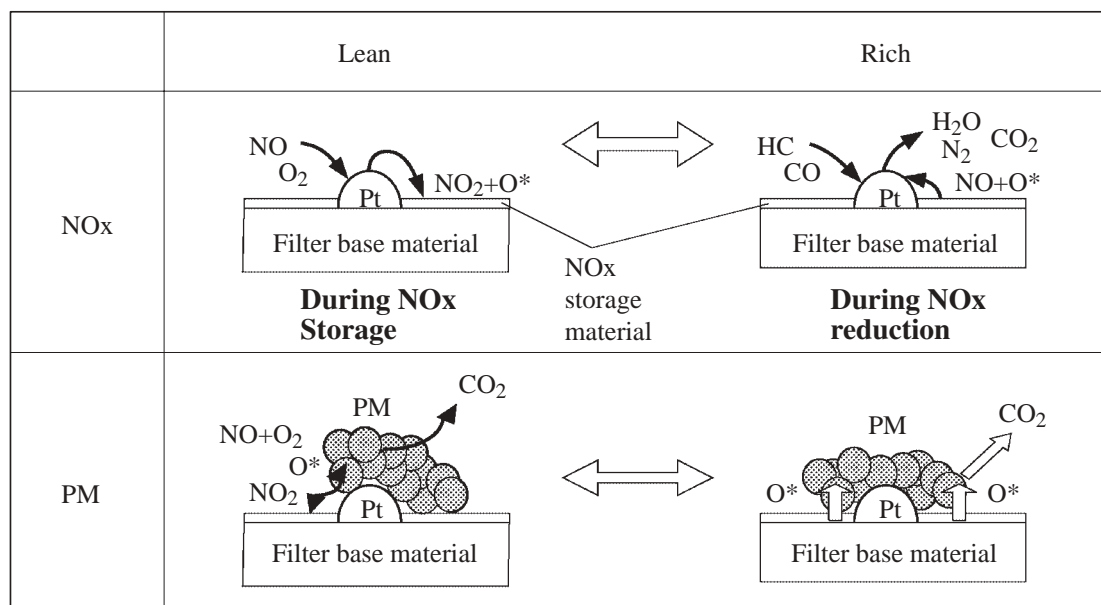 Lean
Rich
NOx
NO
O₂
Pt
NO₂+O*
Filter base material
During NOx
Storage
NOx
storage
material
HC
CO
H₂O
N₂
CO₂
NO+O*
Pt
Filter base material
During NOx
reduction
PM
PM
CO₂
NO+O₂
O*
NO₂
Pt
Filter base material
PM
CO₂
O*
O*
Pt
Filter base material